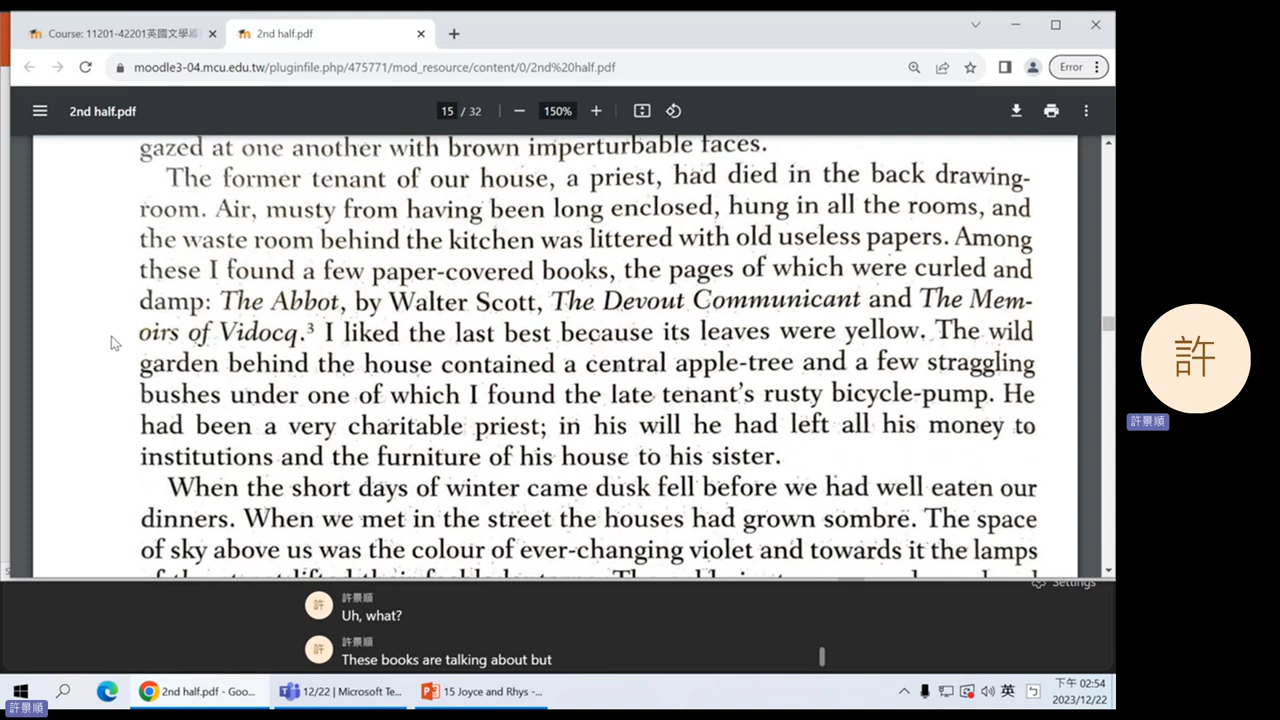 Course: 11201-42201英國文學
2nd half.pdf
moodle3-04.mcu.edu.tw/pluginfile.php/475771/mod_resource/content/0/2nd%20half.pdf
Error
2nd half.pdf
15 / 32
150%
gazed at one another with brown imperturbable faces.
The former tenant of our house, a priest, had died in the back drawing-
room. Air, musty from having been long enclosed, hung in all the rooms, and
the waste room behind the kitchen was littered with old useless papers. Among
these I found a few paper-covered books, the pages of which were curled and
damp: The Abbot, by Walter Scott, The Devout Communicant and The Mem-
oirs of Vidocq.³ I liked the last best because its leaves were yellow. The wild
garden behind the house contained a central apple-tree and a few straggling
bushes under one of which I found the late tenant's rusty bicycle-pump. He
had been a very charitable priest; in his will he had left all his money to
institutions and the furniture of his house to his sister.
When the short days of winter came dusk fell before we had well eaten our
dinners. When we met in the street the houses had grown sombre. The space
of sky above us was the colour of ever-changing violet and towards it the lamps
許
許景順
Settings
許
許景順
Uh, what?
許
許景順
These books are talking about but
2nd half.pdf - Goo...
12/22 | Microsoft Te...
15 Joyce and Rhys -...
英
下午 02:54
2023/12/22
許景順